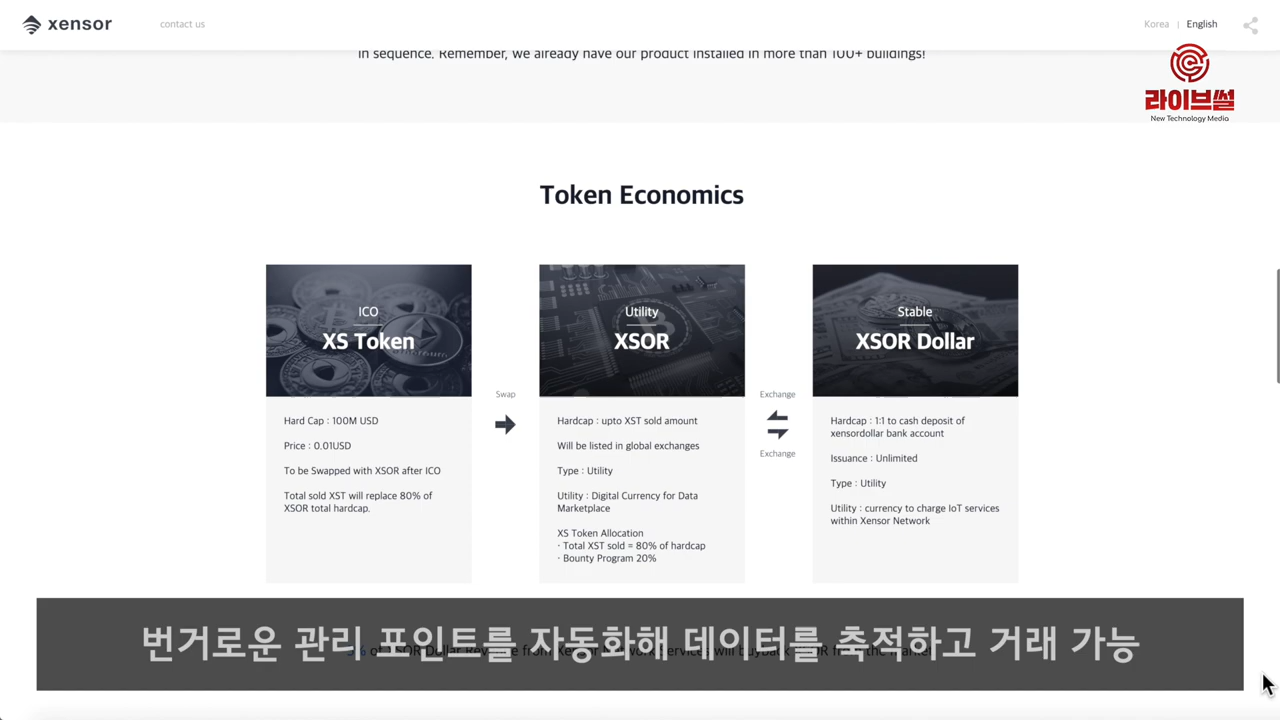 xensor
contact us
Korea | English
in sequence. Remember, we already have our product installed in more than 100+ buildings!
라이브썰
New Technology Media
Token Economics
ICO
XS Token
Hard Cap : 100M USD
Price : 0.01USD
To be Swapped with XSOR after ICO
Total sold XST will replace 80% of
XSOR total hardcap.
Swap
Utility
XSOR
Hardcap : upto XST sold amount
Will be listed in global exchanges
Type : Utility
Utility : Digital Currency for Data
Marketplace
XS Token Allocation
· Total XST sold = 80% of hardcap
· Bounty Program 20%
Exchange
Exchange
Stable
XSOR Dollar
Hardcap : 1:1 to cash deposit of
xensordollar bank account
Issuance : Unlimited
Type : Utility
Utility : currency to charge IoT services
within Xensor Network
번거로운 관리 포인트를 자동화해 데이터를 축적하고 거래 가능